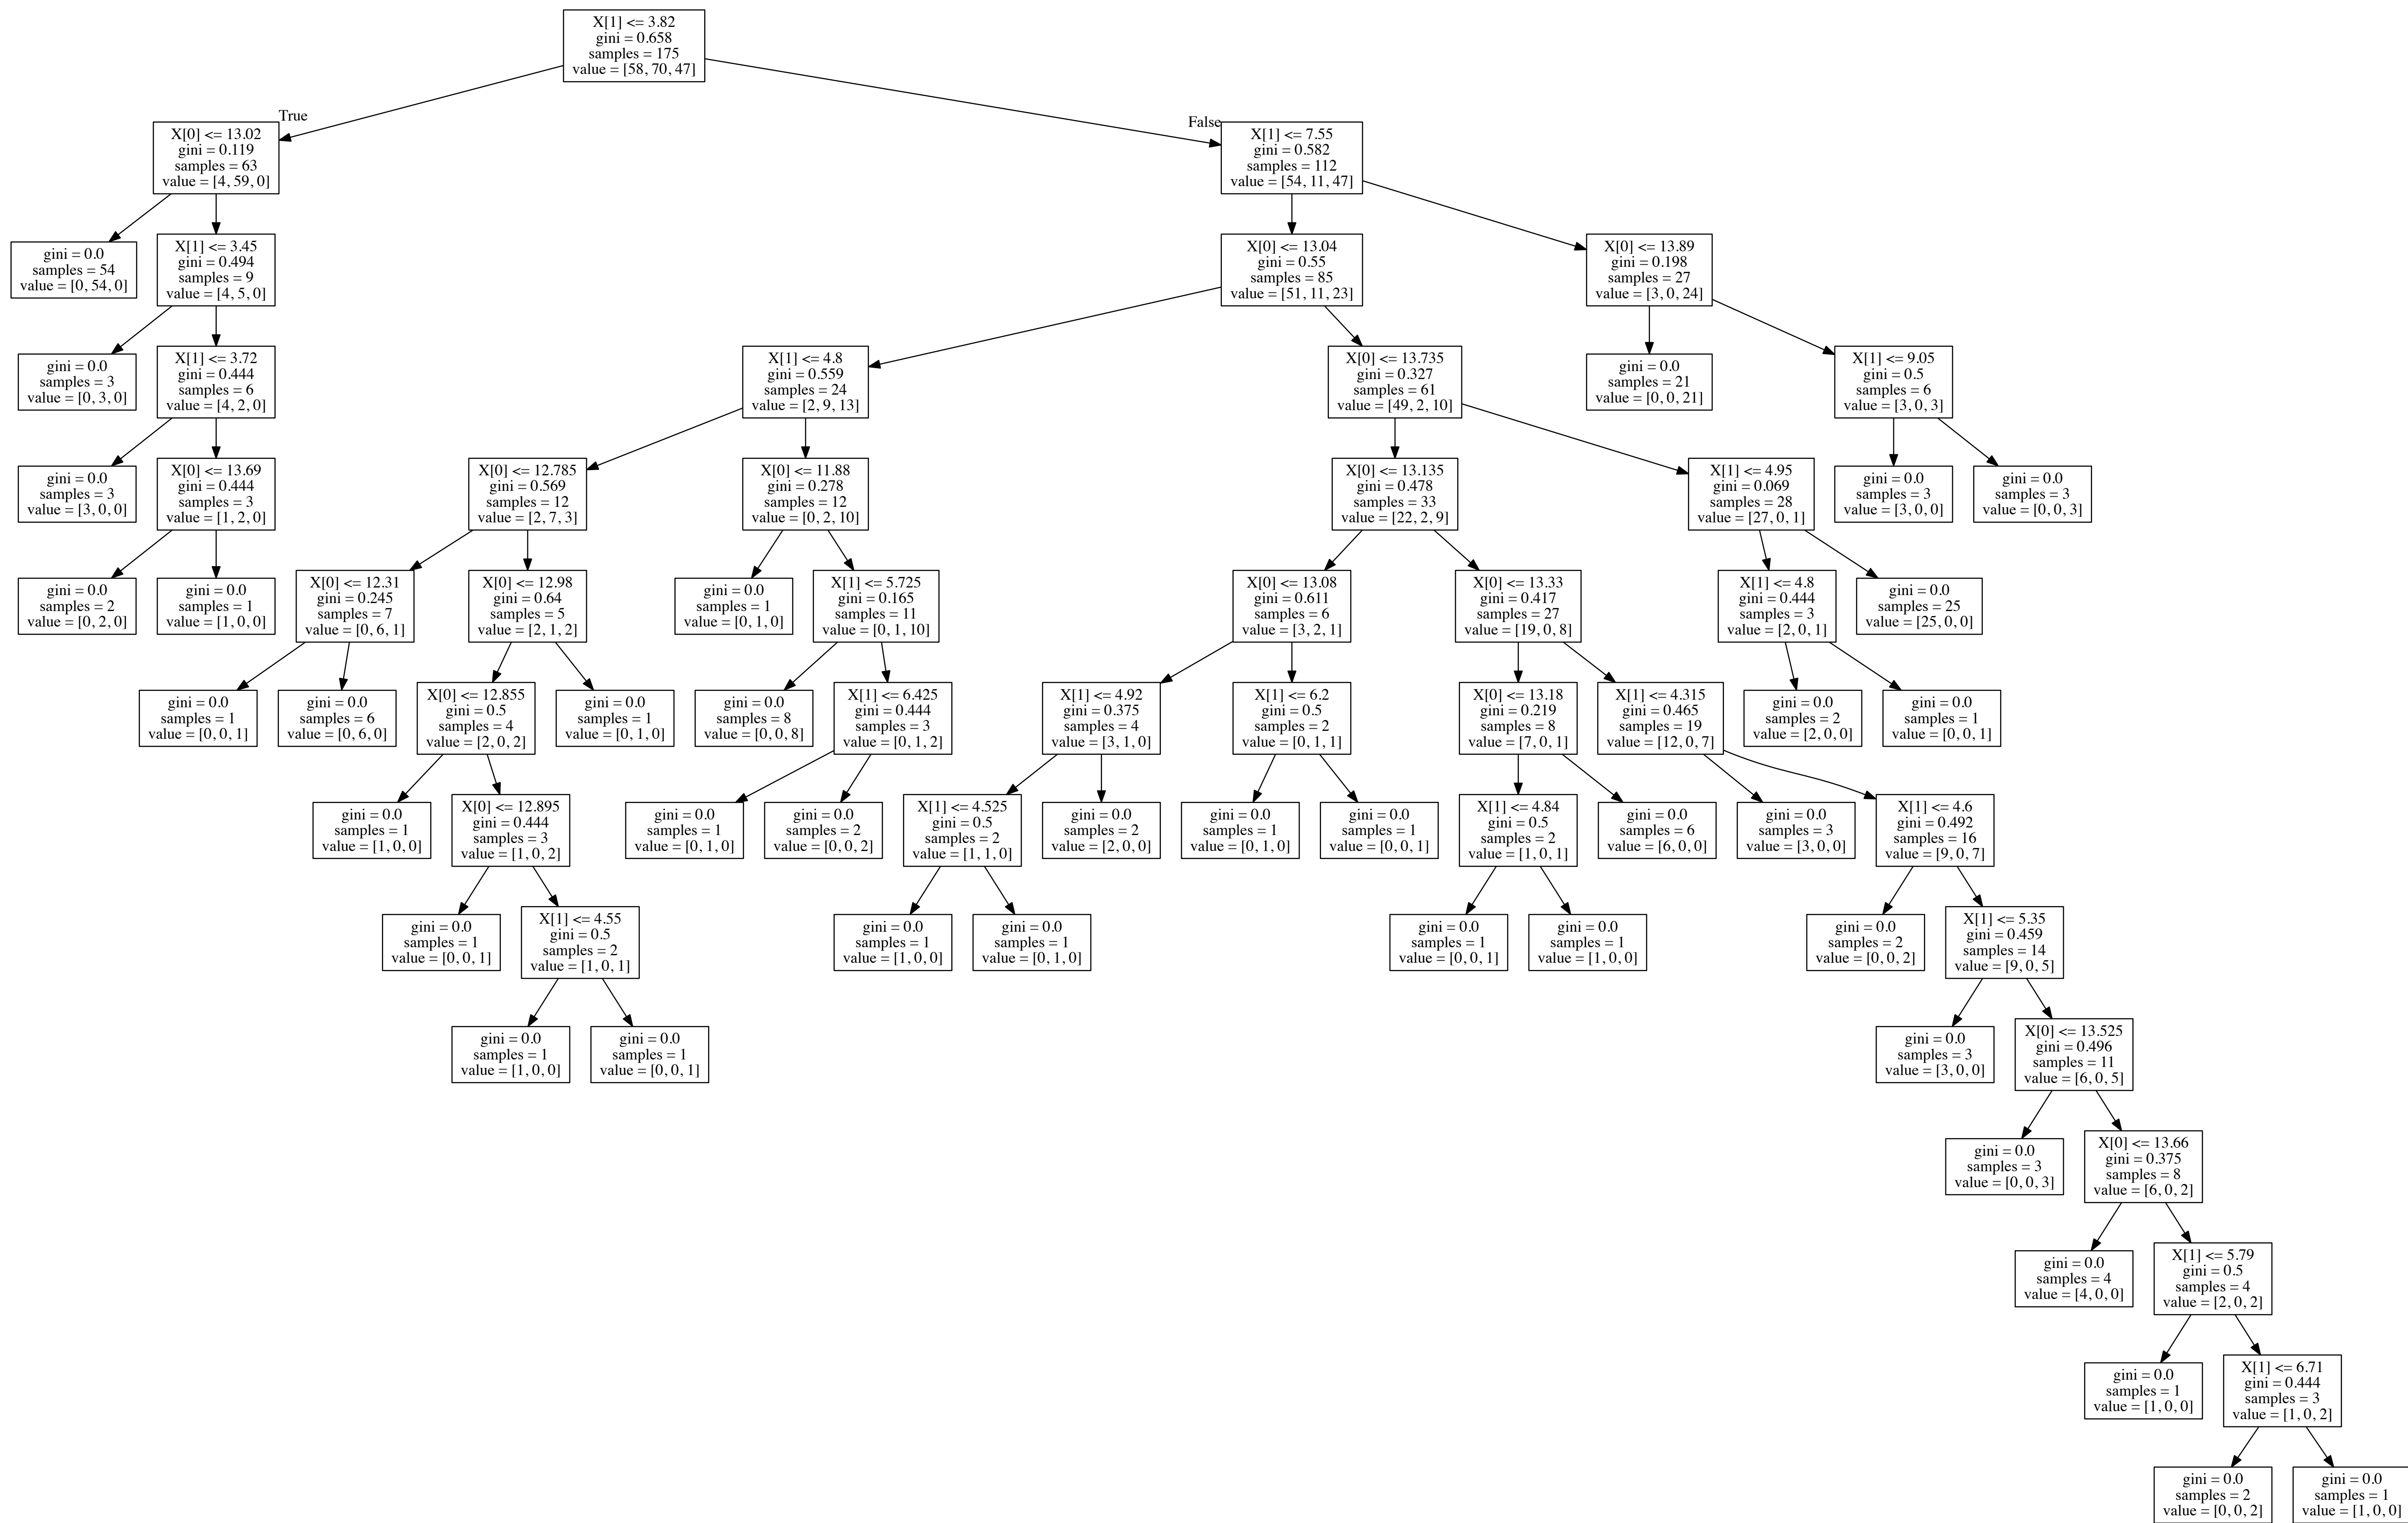 X[1] <= 3.82
gini = 0.658
samples = 175
value = [58, 70, 47]
True
False
X[0] <= 13.02
gini = 0.119
samples = 63
value = [4, 59, 0]
X[1] <= 7.55
gini = 0.582
samples = 112
value = [54, 11, 47]
gini = 0.0
samples = 54
value = [0, 54, 0]
X[1] <= 3.45
gini = 0.494
samples = 9
value = [4, 5, 0]
X[0] <= 13.04
gini = 0.55
samples = 85
value = [51, 11, 23]
X[0] <= 13.89
gini = 0.198
samples = 27
value = [3, 0, 24]
gini = 0.0
samples = 3
value = [0, 3, 0]
X[1] <= 3.72
gini = 0.444
samples = 6
value = [4, 2, 0]
X[1] <= 4.8
gini = 0.559
samples = 24
value = [2, 9, 13]
X[0] <= 13.735
gini = 0.327
samples = 61
value = [49, 2, 10]
gini = 0.0
samples = 21
value = [0, 0, 21]
X[1] <= 9.05
gini = 0.5
samples = 6
value = [3, 0, 3]
gini = 0.0
samples = 3
value = [3, 0, 0]
X[0] <= 13.69
gini = 0.444
samples = 3
value = [1, 2, 0]
X[0] <= 12.785
gini = 0.569
samples = 12
value = [2, 7, 3]
X[0] <= 11.88
gini = 0.278
samples = 12
value = [0, 2, 10]
X[0] <= 13.135
gini = 0.478
samples = 33
value = [22, 2, 9]
X[1] <= 4.95
gini = 0.069
samples = 28
value = [27, 0, 1]
gini = 0.0
samples = 3
value = [3, 0, 0]
gini = 0.0
samples = 3
value = [0, 0, 3]
gini = 0.0
samples = 2
value = [0, 2, 0]
gini = 0.0
samples = 1
value = [1, 0, 0]
X[0] <= 12.31
gini = 0.245
samples = 7
value = [0, 6, 1]
X[0] <= 12.98
gini = 0.64
samples = 5
value = [2, 1, 2]
gini = 0.0
samples = 1
value = [0, 1, 0]
X[1] <= 5.725
gini = 0.165
samples = 11
value = [0, 1, 10]
X[0] <= 13.08
gini = 0.611
samples = 6
value = [3, 2, 1]
X[0] <= 13.33
gini = 0.417
samples = 27
value = [19, 0, 8]
X[1] <= 4.8
gini = 0.444
samples = 3
value = [2, 0, 1]
gini = 0.0
samples = 25
value = [25, 0, 0]
gini = 0.0
samples = 1
value = [0, 0, 1]
gini = 0.0
samples = 6
value = [0, 6, 0]
X[0] <= 12.855
gini = 0.5
samples = 4
value = [2, 0, 2]
gini = 0.0
samples = 1
value = [0, 1, 0]
gini = 0.0
samples = 8
value = [0, 0, 8]
X[1] <= 6.425
gini = 0.444
samples = 3
value = [0, 1, 2]
X[1] <= 4.92
gini = 0.375
samples = 4
value = [3, 1, 0]
X[1] <= 6.2
gini = 0.5
samples = 2
value = [0, 1, 1]
X[0] <= 13.18
gini = 0.219
samples = 8
value = [7, 0, 1]
X[1] <= 4.315
gini = 0.465
samples = 19
value = [12, 0, 7]
gini = 0.0
samples = 2
value = [2, 0, 0]
gini = 0.0
samples = 1
value = [0, 0, 1]
gini = 0.0
samples = 1
value = [1, 0, 0]
X[0] <= 12.895
gini = 0.444
samples = 3
value = [1, 0, 2]
gini = 0.0
samples = 1
value = [0, 1, 0]
gini = 0.0
samples = 2
value = [0, 0, 2]
X[1] <= 4.525
gini = 0.5
samples = 2
value = [1, 1, 0]
gini = 0.0
samples = 2
value = [2, 0, 0]
gini = 0.0
samples = 1
value = [0, 1, 0]
gini = 0.0
samples = 1
value = [0, 0, 1]
X[1] <= 4.84
gini = 0.5
samples = 2
value = [1, 0, 1]
gini = 0.0
samples = 6
value = [6, 0, 0]
gini = 0.0
samples = 3
value = [3, 0, 0]
X[1] <= 4.6
gini = 0.492
samples = 16
value = [9, 0, 7]
gini = 0.0
samples = 1
value = [0, 0, 1]
X[1] <= 4.55
gini = 0.5
samples = 2
value = [1, 0, 1]
gini = 0.0
samples = 1
value = [1, 0, 0]
gini = 0.0
samples = 1
value = [0, 1, 0]
gini = 0.0
samples = 1
value = [0, 0, 1]
gini = 0.0
samples = 1
value = [1, 0, 0]
gini = 0.0
samples = 2
value = [0, 0, 2]
X[1] <= 5.35
gini = 0.459
samples = 14
value = [9, 0, 5]
gini = 0.0
samples = 1
value = [1, 0, 0]
gini = 0.0
samples = 1
value = [0, 0, 1]
gini = 0.0
samples = 3
value = [3, 0, 0]
X[0] <= 13.525
gini = 0.496
samples = 11
value = [6, 0, 5]
gini = 0.0
samples = 3
value = [0, 0, 3]
X[0] <= 13.66
gini = 0.375
samples = 8
value = [6, 0, 2]
gini = 0.0
samples = 4
value = [4, 0, 0]
X[1] <= 5.79
gini = 0.5
samples = 4
value = [2, 0, 2]
gini = 0.0
samples = 1
value = [1, 0, 0]
X[1] <= 6.71
gini = 0.444
samples = 3
value = [1, 0, 2]
gini = 0.0
samples = 2
value = [0, 0, 2]
gini = 0.0
samples = 1
value = [1, 0, 0]